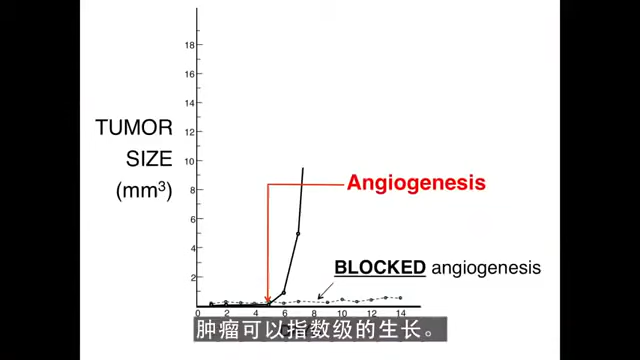 18
16
14
12
10
8
6
4
2
TUMOR
SIZE
(mm³)
Angiogenesis
BLOCKED angiogenesis
0 2 4 6 8 10 12 14
肿瘤可以指数级的生长。